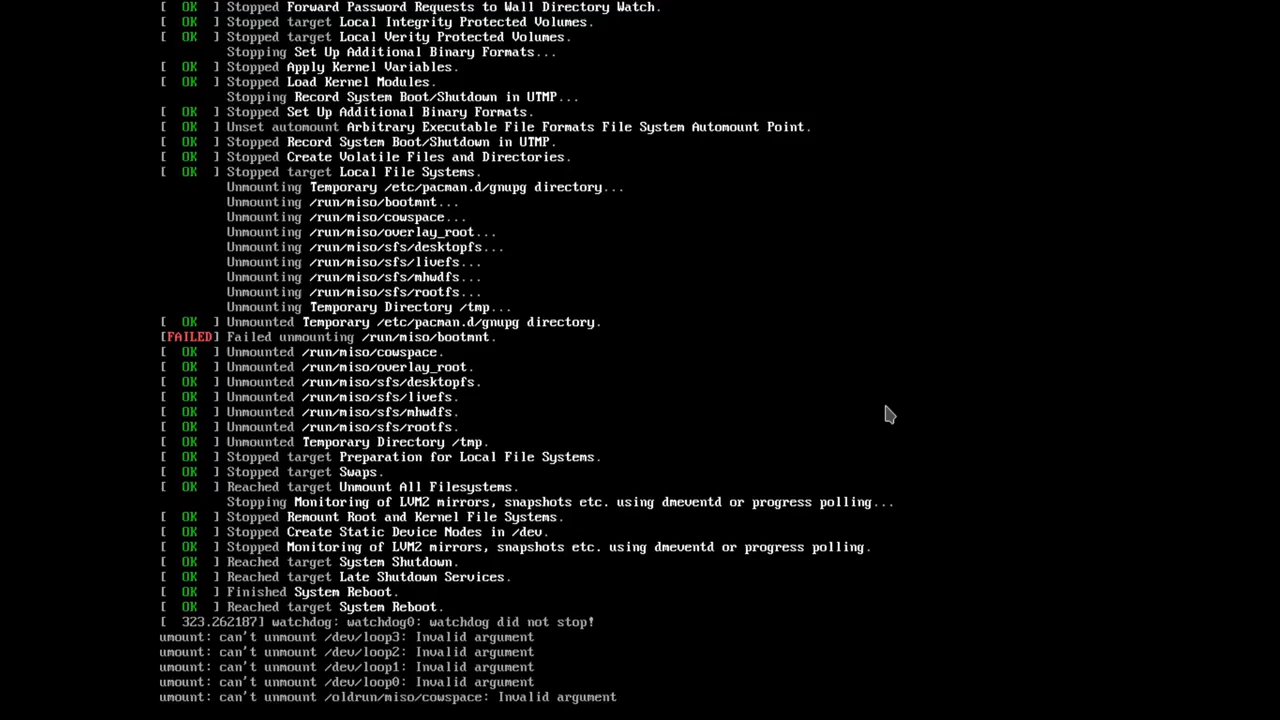 [  OK  ] Stopped Forward Password Requests to Wall Directory Watch.
[  OK  ] Stopped target Local Integrity Protected Volumes.
[  OK  ] Stopped target Local Verity Protected Volumes.
Stopping Set Up Additional Binary Formats...
[  OK  ] Stopped Apply Kernel Variables.
[  OK  ] Stopped Load Kernel Modules.
Stopping Record System Boot/Shutdown in UTMP...
[  OK  ] Stopped Set Up Additional Binary Formats.
[  OK  ] Unset automount Arbitrary Executable File Formats File System Automount Point.
[  OK  ] Stopped Record System Boot/Shutdown in UTMP.
[  OK  ] Stopped Create Volatile Files and Directories.
[  OK  ] Stopped target Local File Systems.
Unmounting Temporary /etc/pacman.d/gnupg directory...
Unmounting /run/miso/bootmnt...
Unmounting /run/miso/cowspace...
Unmounting /run/miso/overlay_root...
Unmounting /run/miso/sfs/desktopfs...
Unmounting /run/miso/sfs/livefs...
Unmounting /run/miso/sfs/mhwdfs...
Unmounting /run/miso/sfs/rootfs...
Unmounting Temporary Directory /tmp...
[  OK  ] Unmounted Temporary /etc/pacman.d/gnupg directory.
[FAILED] Failed unmounting /run/miso/bootmnt.
[  OK  ] Unmounted /run/miso/cowspace.
[  OK  ] Unmounted /run/miso/overlay_root.
[  OK  ] Unmounted /run/miso/sfs/desktopfs.
[  OK  ] Unmounted /run/miso/sfs/livefs.
[  OK  ] Unmounted /run/miso/sfs/mhwdfs.
[  OK  ] Unmounted /run/miso/sfs/rootfs.
[  OK  ] Unmounted Temporary Directory /tmp.
[  OK  ] Stopped target Preparation for Local File Systems.
[  OK  ] Stopped target Swaps.
[  OK  ] Reached target Unmount All Filesystems.
Stopping Monitoring of LVM2 mirrors, snapshots etc. using dmeventd or progress polling...
[  OK  ] Stopped Remount Root and Kernel File Systems.
[  OK  ] Stopped Create Static Device Nodes in /dev.
[  OK  ] Stopped Monitoring of LVM2 mirrors, snapshots etc. using dmeventd or progress polling.
[  OK  ] Reached target System Shutdown.
[  OK  ] Reached target Late Shutdown Services.
[  OK  ] Finished System Reboot.
[  OK  ] Reached target System Reboot.
[  323.262187] watchdog: watchdog0: watchdog did not stop!
umount: can't unmount /dev/loop3: Invalid argument
umount: can't unmount /dev/loop2: Invalid argument
umount: can't unmount /dev/loop1: Invalid argument
umount: can't unmount /dev/loop0: Invalid argument
umount: can't unmount /oldrun/miso/cowspace: Invalid argument